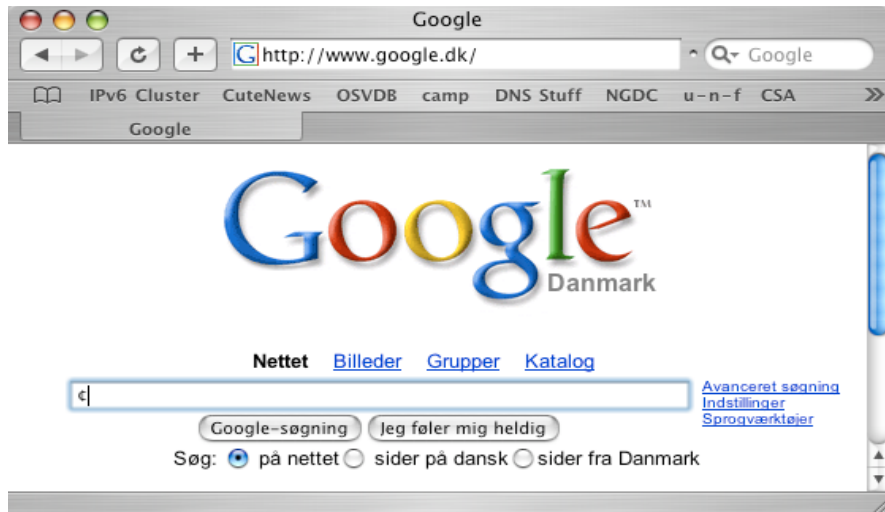 Google
http://www.google.dk/
Google
IPv6 Cluster CuteNews OSVDB camp DNS Stuff NGDC u-n-f CSA
Google
Google™
Danmark
Nettet Billeder Grupper Katalog
¢
Avanceret søgning
Indstillinger
Sprogværktøjer
Google-søgning Jeg føler mig heldig
Søg: på nettet sider på dansk sider fra Danmark